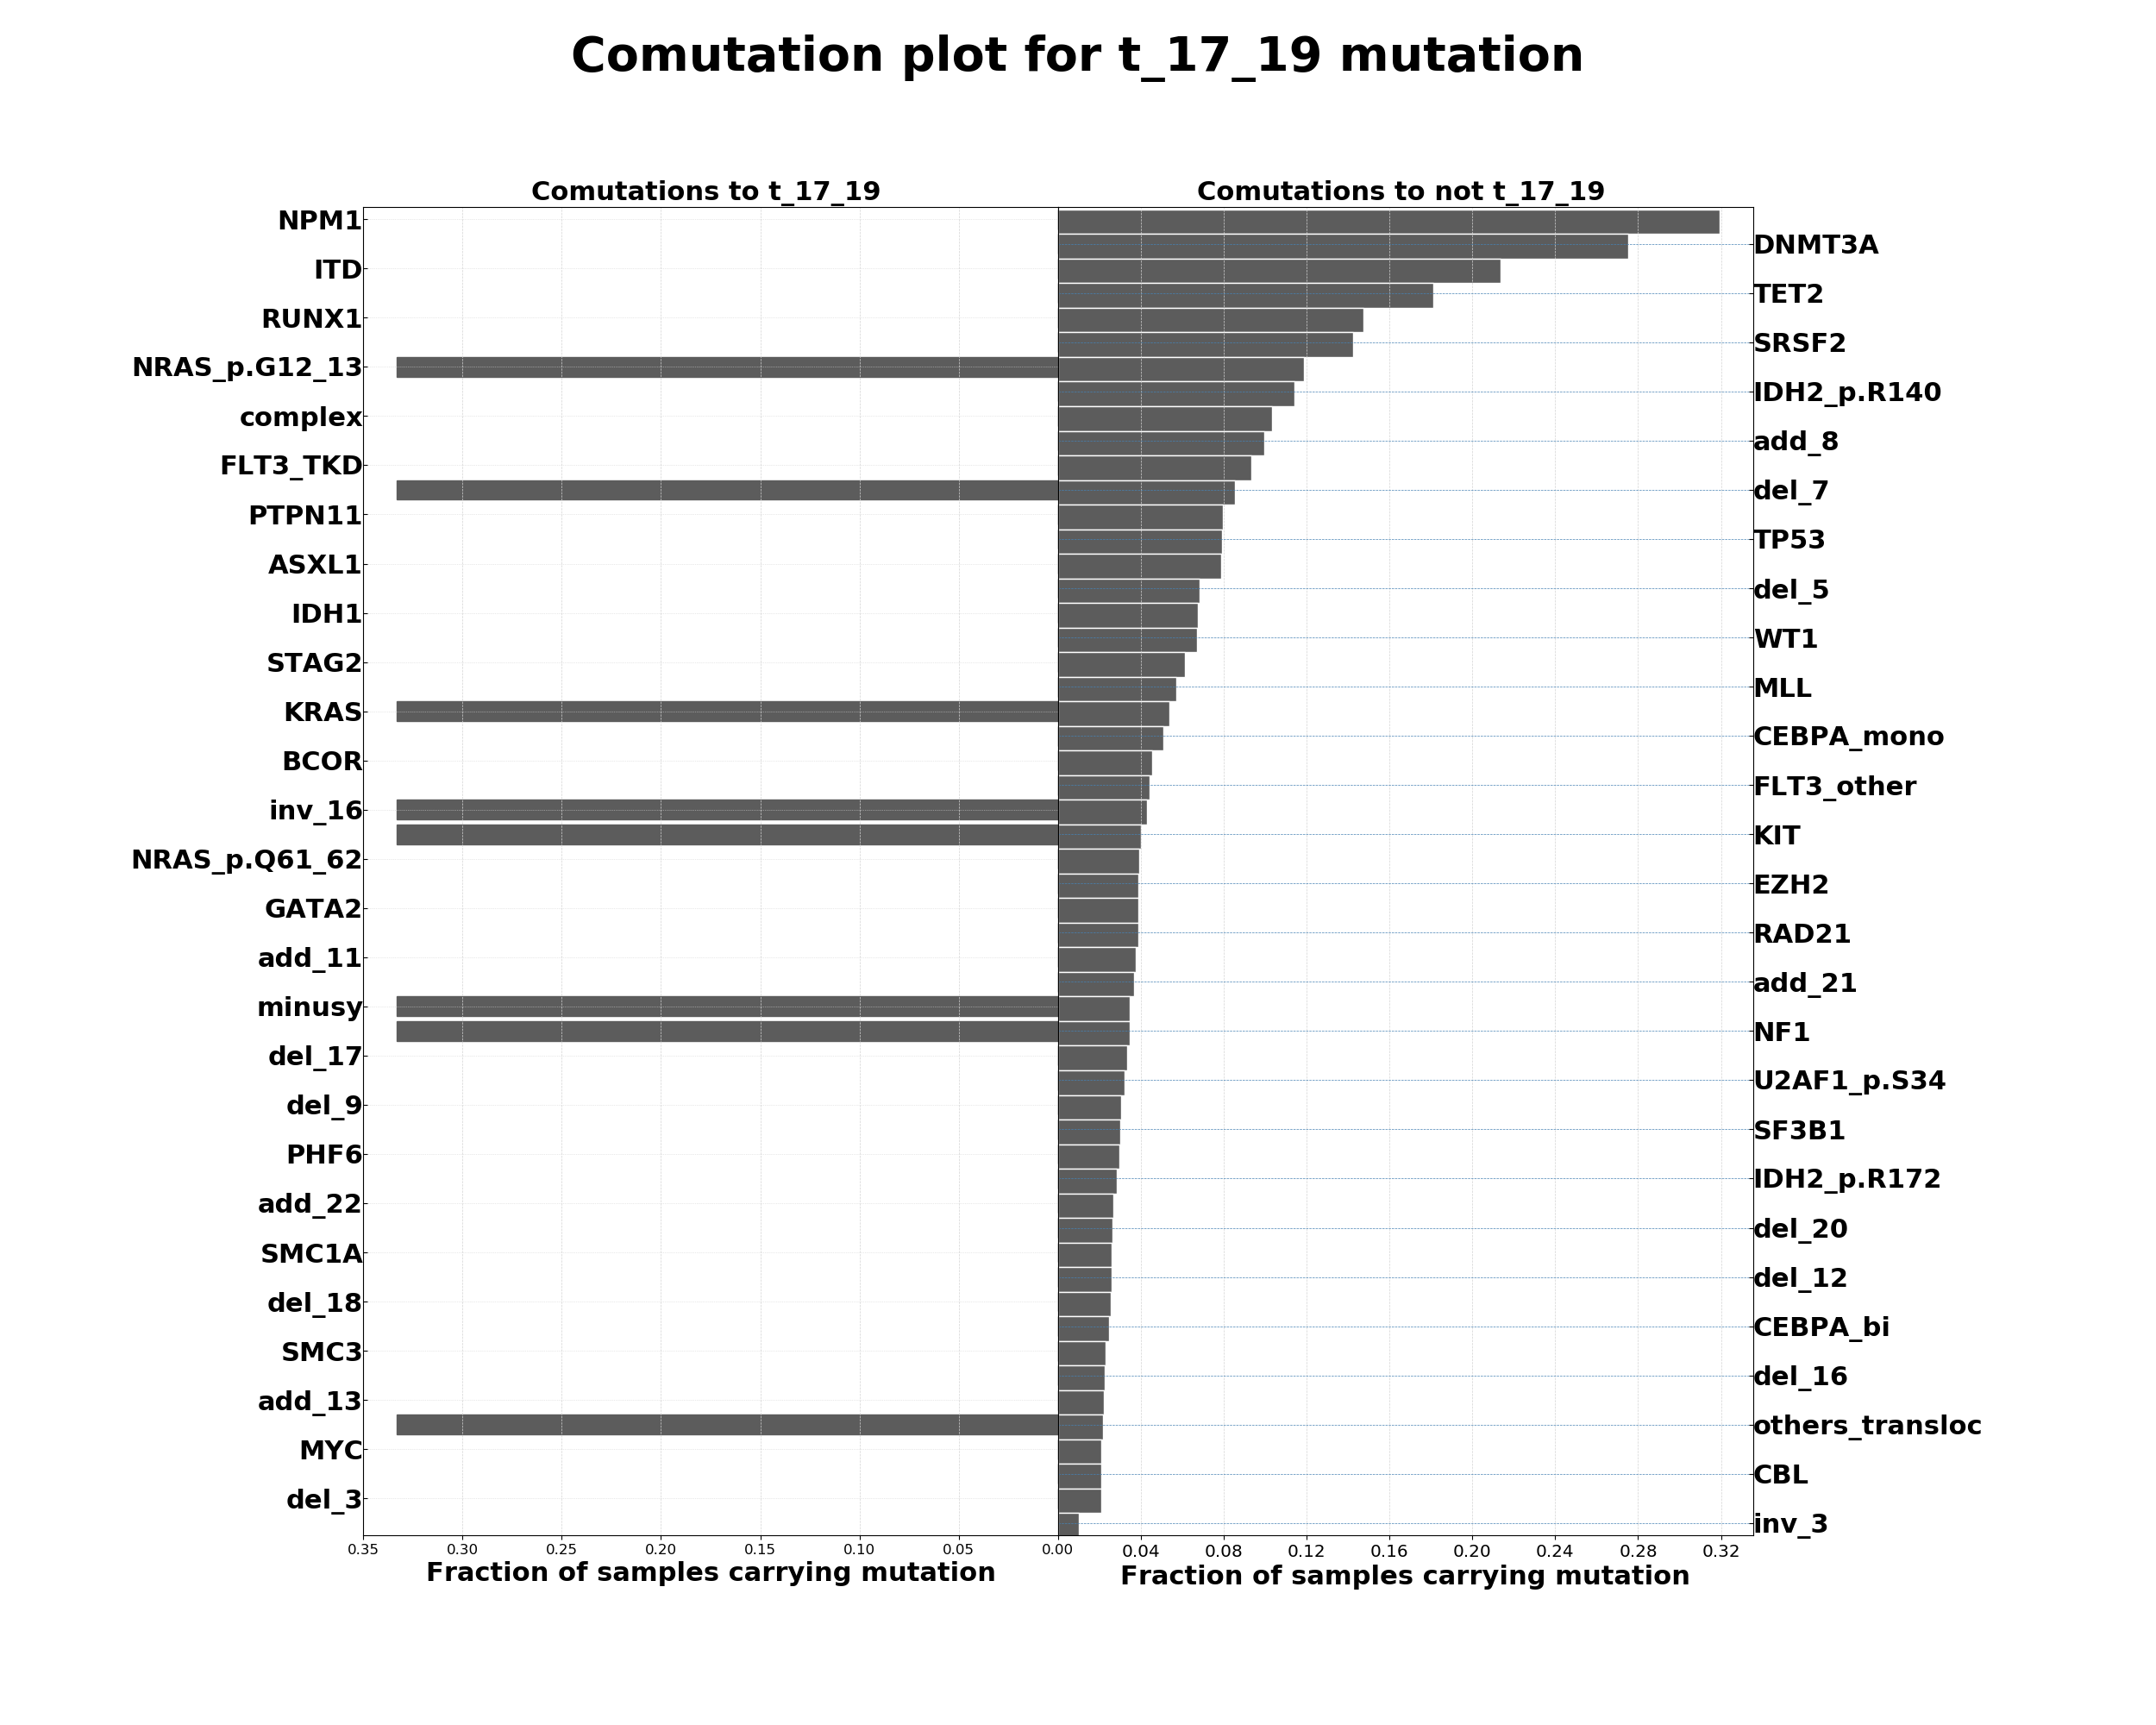 Comutation plot for t_17_19 mutation
Comutations to t_17_19
Comutations to not t_17_19
NPM1
DNMT3A
ITD
TET2
RUNX1
SRSF2
NRAS_p.G12_13
IDH2_p.R140
complex
add_8
FLT3_TKD
del_7
PTPN11
TP53
ASXL1
del_5
IDH1
WT1
STAG2
MLL
KRAS
CEBPA_mono
BCOR
FLT3_other
inv_16
KIT
NRAS_p.Q61_62
EZH2
GATA2
RAD21
add_11
add_21
minusy
NF1
del_17
U2AF1_p.S34
del_9
SF3B1
PHF6
IDH2_p.R172
add_22
del_20
SMC1A
del_12
del_18
CEBPA_bi
SMC3
del_16
add_13
others_transloc
MYC
CBL
del_3
inv_3
0.35 0.30 0.25 0.20 0.15 0.10 0.05 0.00 0.04 0.08 0.12 0.16 0.20 0.24 0.28 0.32
Fraction of samples carrying mutation
Fraction of samples carrying mutation